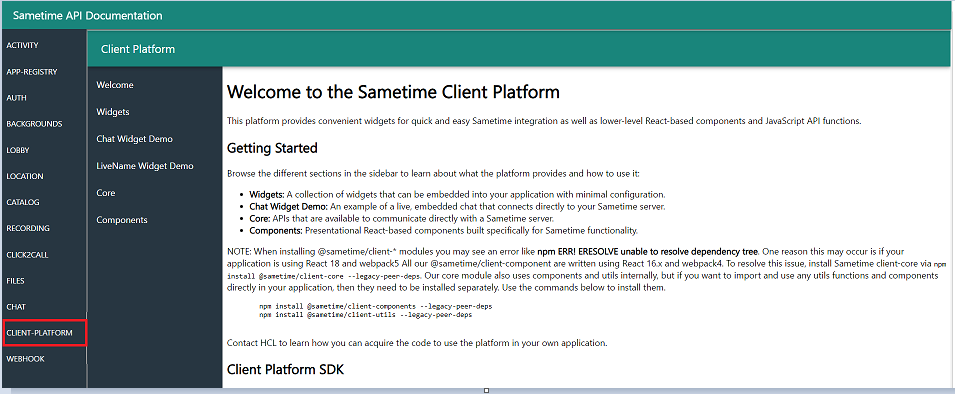 Sametime API Documentation
ACTIVITY
APP-REGISTRY
AUTH
BACKGROUNDS
LOBBY
LOCATION
CATALOG
RECORDING
CLICK2CALL
FILES
CHAT
CLIENT-PLATFORM
WEBHOOK
Client Platform
Welcome
Widgets
Chat Widget Demo
LiveName Widget Demo
Core
Components
Welcome to the Sametime Client Platform
This platform provides convenient widgets for quick and easy Sametime integration as well as lower-level React-based components and JavaScript API functions.
Getting Started
Browse the different sections in the sidebar to learn about what the platform provides and how to use it:
• Widgets: A collection of widgets that can be embedded into your application with minimal configuration.
• Chat Widget Demo: An example of a live, embedded chat that connects directly to your Sametime server.
• Core: APIs that are available to communicate directly with a Sametime server.
• Components: Presentational React-based components built specifically for Sametime functionality.
NOTE: When installing @sametime/client-* modules you may see an error like npm ERR! ERESOLVE unable to resolve dependency tree. One reason this may occur is if your
application is using React 18 and webpack5 All our @sametime/client-component are written using React 16.x and webpack4. To resolve this issue, install Sametime client-core via npm
install @sametime/client-core --legacy-peer-deps. Our core module also uses components and utils internally, but if you want to import and use any utils functions and components
directly in your application, then they need to be installed separately. Use the commands below to install them.
npm install @sametime/client-components --legacy-peer-deps
npm install @sametime/client-utils --legacy-peer-deps
Contact HCL to learn how you can acquire the code to use the platform in your own application.
Client Platform SDK